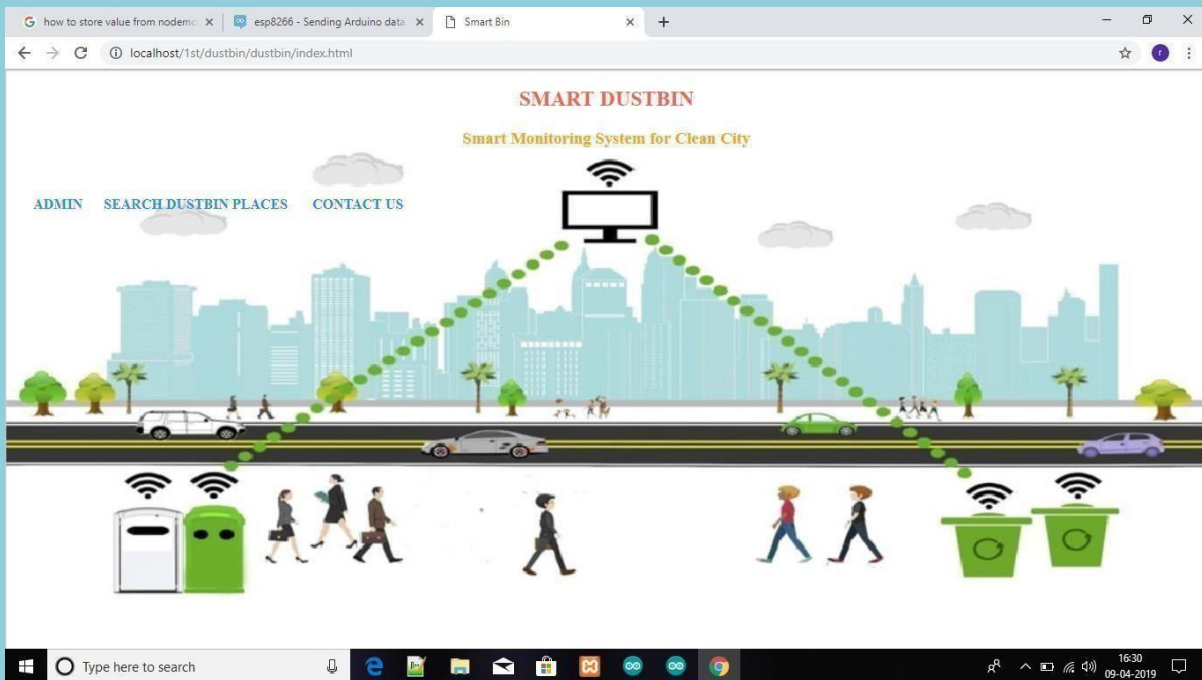 how to store value from nodemc
esp8266 - Sending Arduino data
Smart Bin
localhost/1st/dustbin/dustbin/index.html
r
SMART DUSTBIN
Smart Monitoring System for Clean City
ADMIN SEARCH DUSTBIN PLACES CONTACT US
Type here to search
16:30
09-04-2019